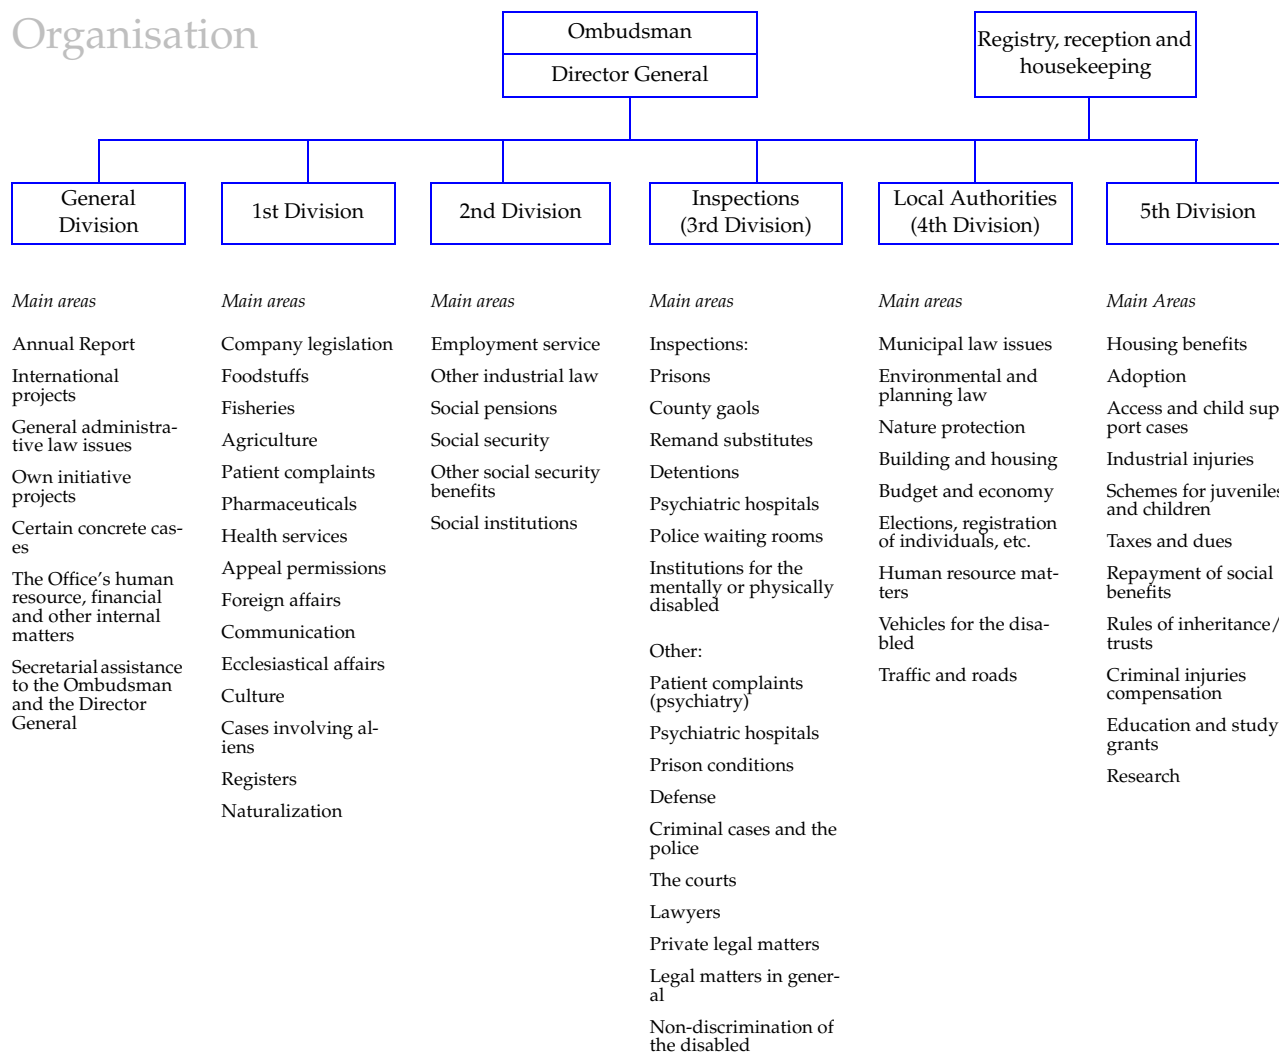 Organisation
Ombudsman
Director General
Registry, reception and
housekeeping
General
Division
1st Division
2nd Division
Inspections
(3rd Division)
Local Authorities
(4th Division)
5th Division
Main areas
Annual Report
International
projects
General administra-
tive law issues
Own initiative
projects
Certain concrete cas-
es
The Office’s human
resource, financial
and other internal
matters
Secretarial assistance
to the Ombudsman
and the Director
General
Main areas
Company legislation
Foodstuffs
Fisheries
Agriculture
Patient complaints
Pharmaceuticals
Health services
Appeal permissions
Foreign affairs
Communication
Ecclesiastical affairs
Culture
Cases involving al-
iens
Registers
Naturalization
Main areas
Employment service
Other industrial law
Social pensions
Social security
Other social security
benefits
Social institutions
Main areas
Inspections:
Prisons
County gaols
Remand substitutes
Detentions
Psychiatric hospitals
Police waiting rooms
Institutions for the
mentally or physically
disabled
Other:
Patient complaints
(psychiatry)
Psychiatric hospitals
Prison conditions
Defense
Criminal cases and the
police
The courts
Lawyers
Private legal matters
Legal matters in gener-
al
Non-discrimination of
the disabled
Main areas
Municipal law issues
Environmental and
planning law
Nature protection
Building and housing
Budget and economy
Elections, registration
of individuals, etc.
Human resource mat-
ters
Vehicles for the disa-
bled
Traffic and roads
Main Areas
Housing benefits
Adoption
Access and child sup
port cases
Industrial injuries
Schemes for juveniles
and children
Taxes and dues
Repayment of social
benefits
Rules of inheritance/
trusts
Criminal injuries
compensation
Education and study
grants
Research